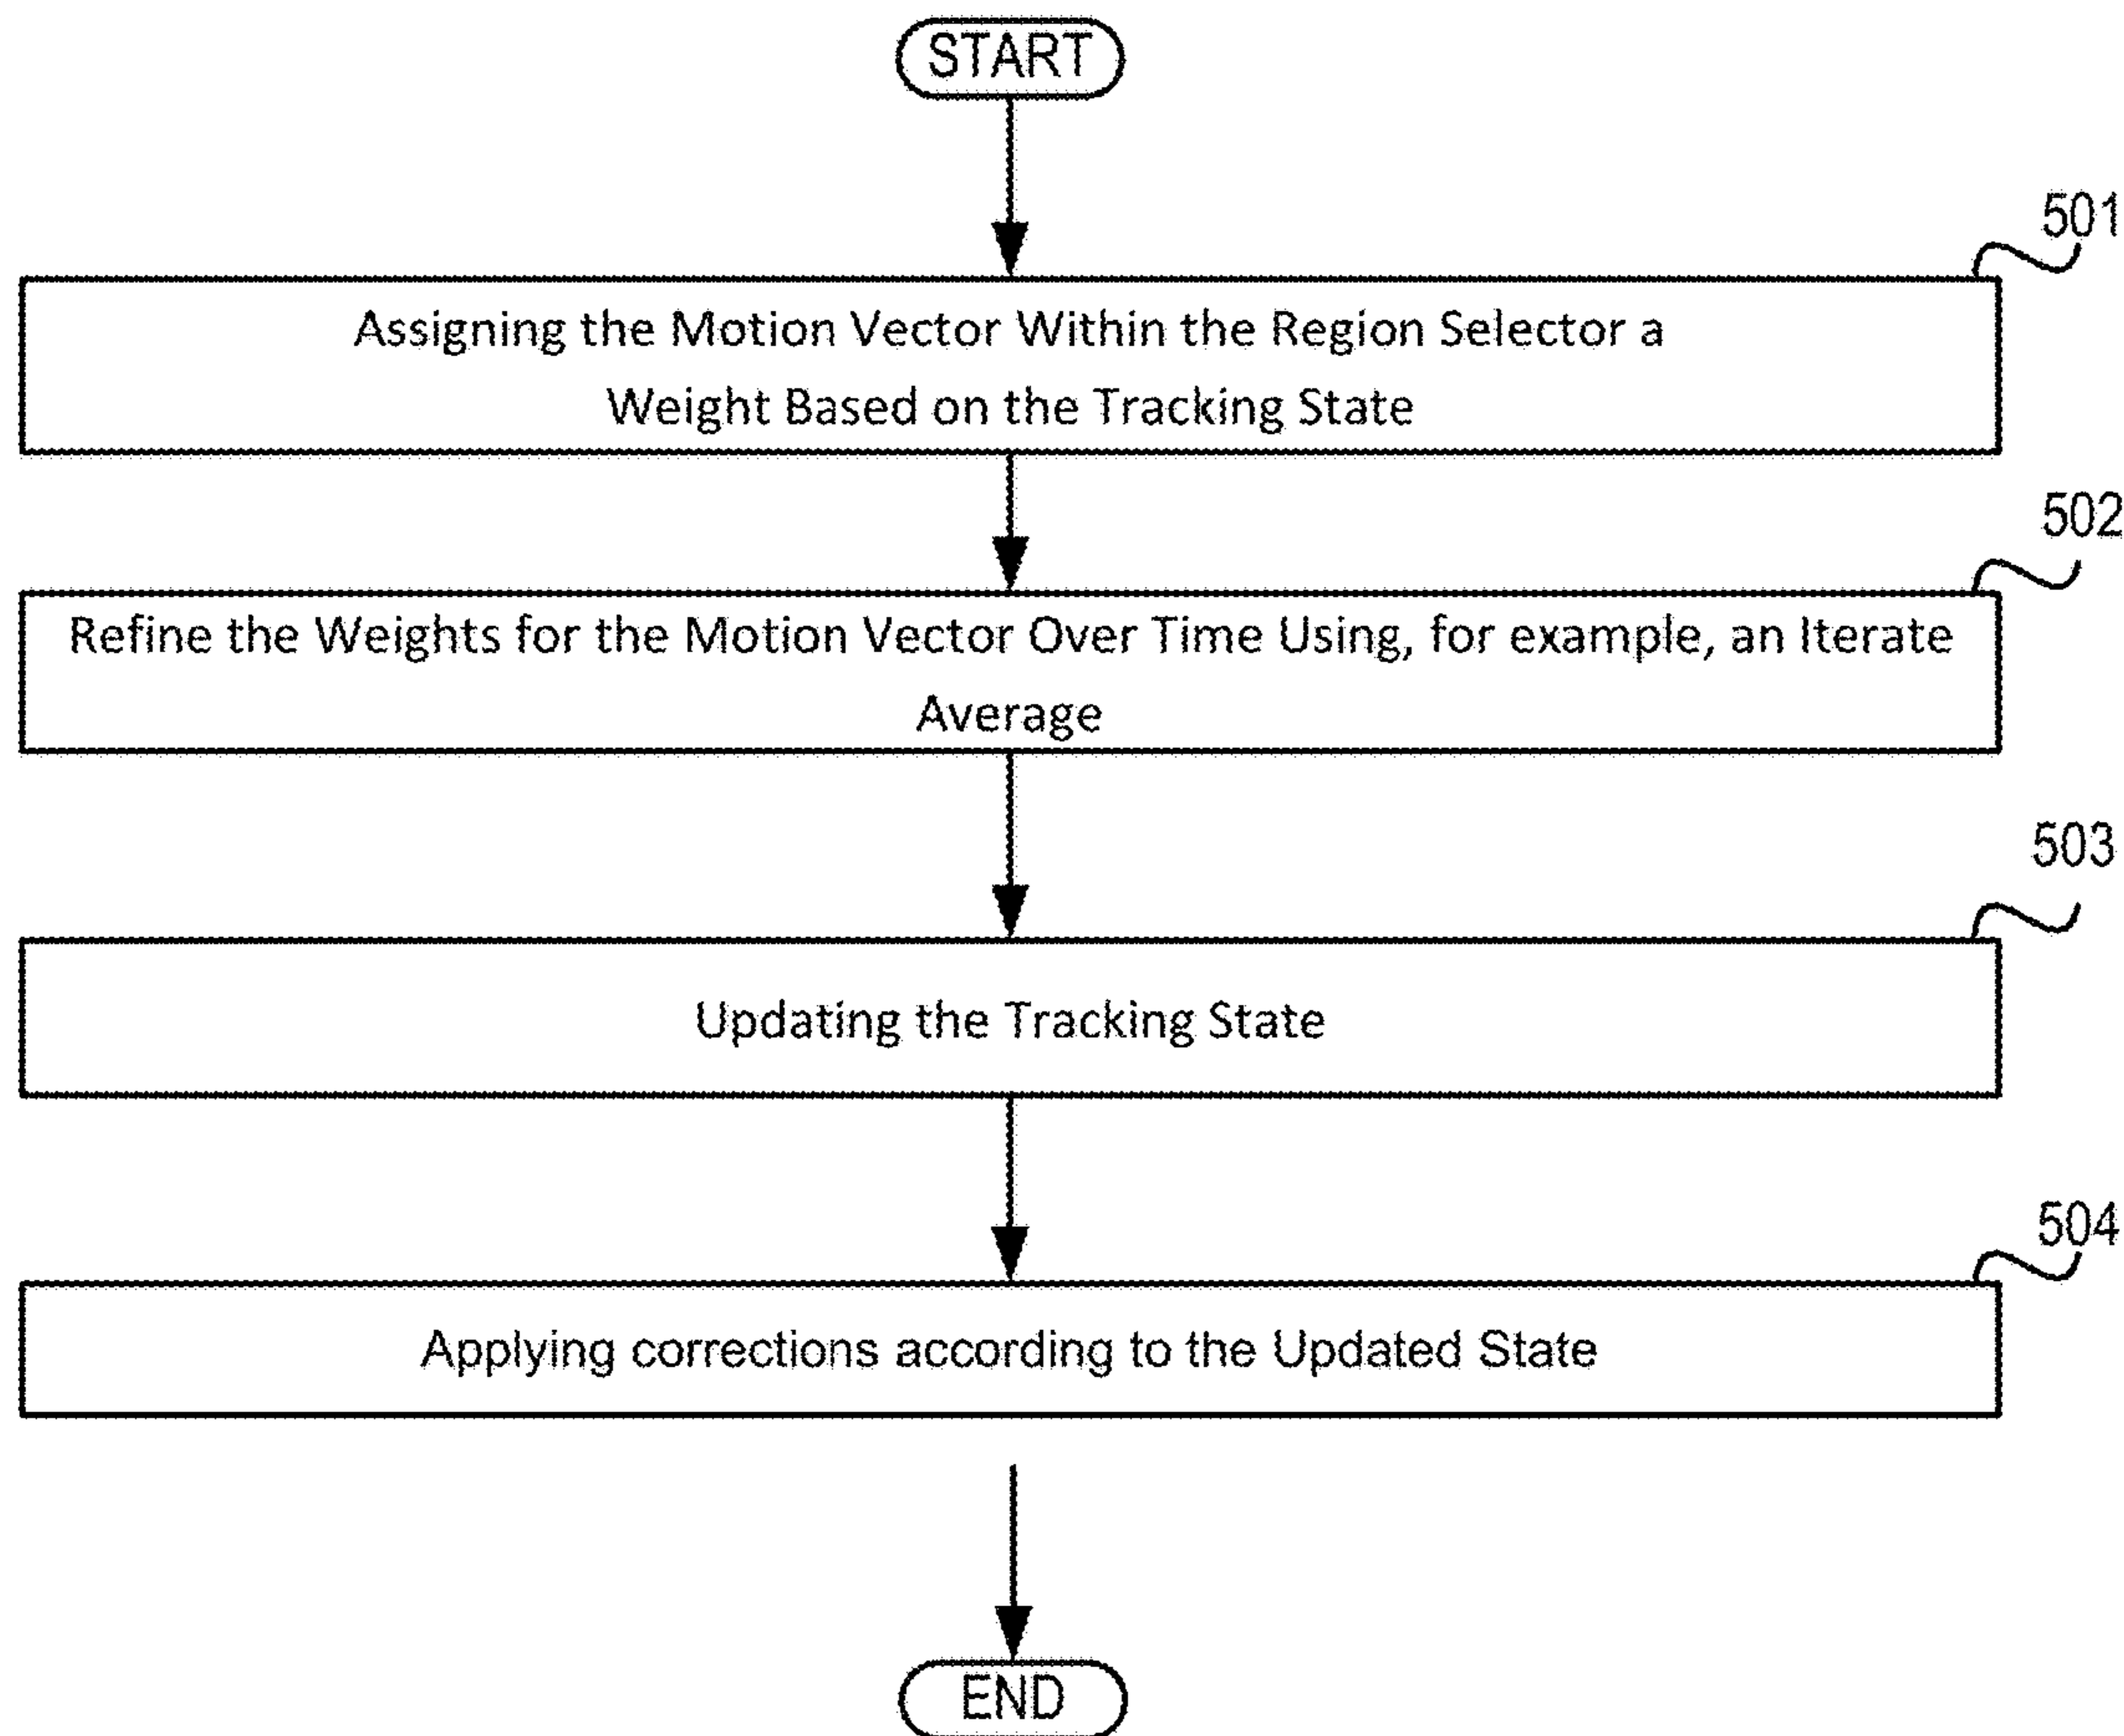 START
501
Assigning the Motion Vector Within the Region Selector a
Weight Based on the Tracking State
502
Refine the Weights for the Motion Vector Over Time Using, for example, an Iterate
Average
503
Updating the Tracking State
504
Applying corrections according to the Updated State
END